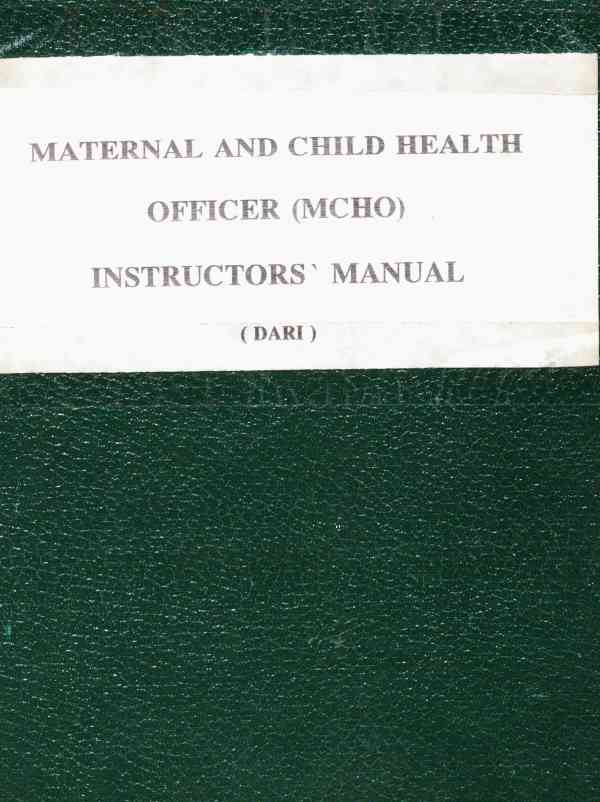 MATERNAL AND CHILD HEALTH
OFFICER (MCHO)
INSTRUCTORS` MANUAL
( DARI )